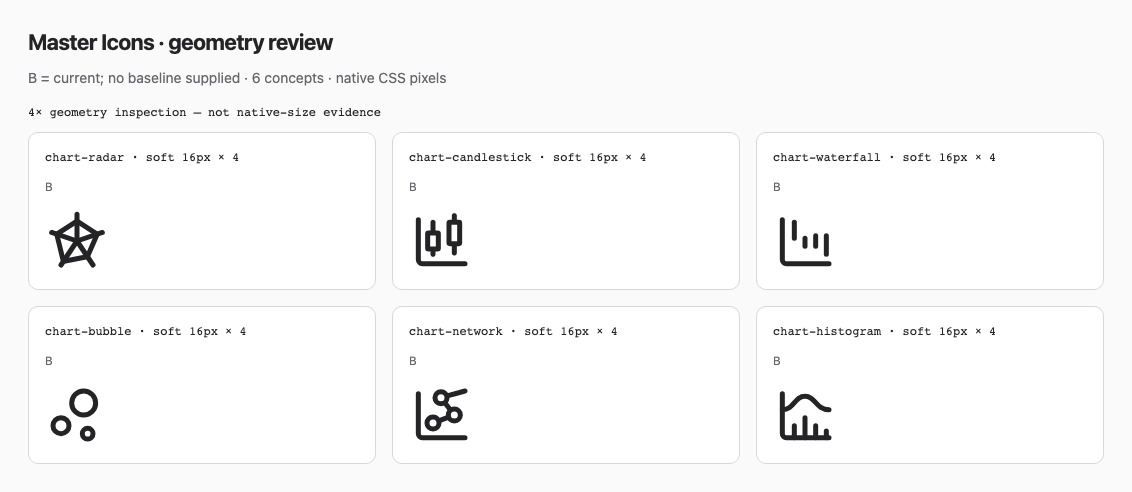 Master Icons · geometry review
B = current; no baseline supplied · 6 concepts · native CSS pixels
4× geometry inspection — not native-size evidence
chart-radar · soft 16px × 4
B
chart-candlestick · soft 16px × 4
B
chart-waterfall · soft 16px × 4
B
chart-bubble · soft 16px × 4
B
chart-network · soft 16px × 4
B
chart-histogram · soft 16px × 4
B